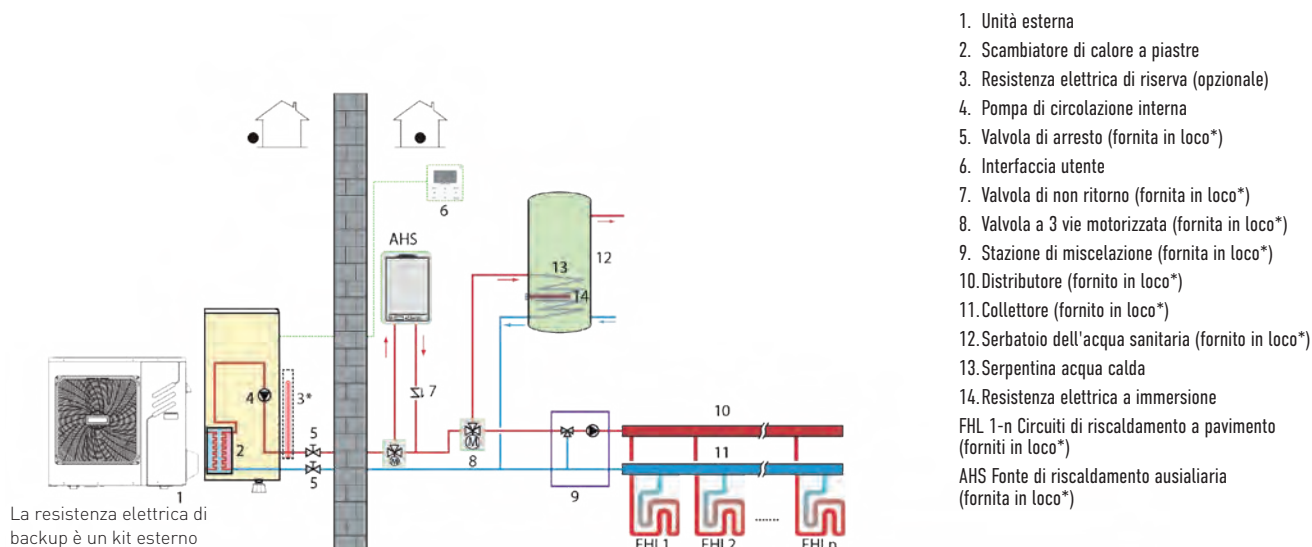 1. Unità esterna
2. Scambiatore di calore a piastre
3. Resistenza elettrica di riserva (opzionale)
4. Pompa di circolazione interna
5. Valvola di arresto (fornita in loco*)
6. Interfaccia utente
7. Valvola di non ritorno (fornita in loco*)
8. Valvola a 3 vie motorizzata (fornita in loco*)
9. Stazione di miscelazione (fornita in loco*)
10.Distributore (fornito in loco*)
11.Collettore (fornito in loco*)
12.Serbatoio dell'acqua sanitaria (fornito in loco*)
13.Serpentina acqua calda
14.Resistenza elettrica a immersione
FHL 1-n Circuiti di riscaldamento a pavimento
(forniti in loco*)
AHS Fonte di riscaldamento ausialiaria
(fornita in loco*)
6
AHS
13
12
14
4
3*
7
2
5
5
M
M
8
10
11
9
1
FHL1
FHL2
.......
FHLn
La resistenza elettrica di
backup è un kit esterno